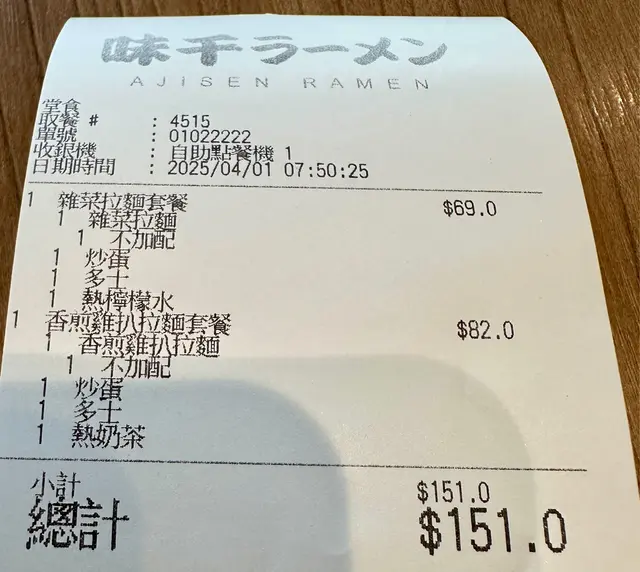 味千ラーメン
AJISEN RAMEN
堂食
取餐 # : 4515
單號 : 01022222
收銀機 : 自助點餐機 1
日期時間 : 2025/04/01 07:50:25
1 雜菜拉麵套餐 $69.0
1 雜菜拉麵
1 不加配
1 炒蛋
1 多士
1 熱檸檬水
1 香煎雞扒拉麵套餐 $82.0
1 香煎雞扒拉麵
1 不加配
1 炒蛋
1 多士
1 熱奶茶
小計 $151.0
總計 $151.0